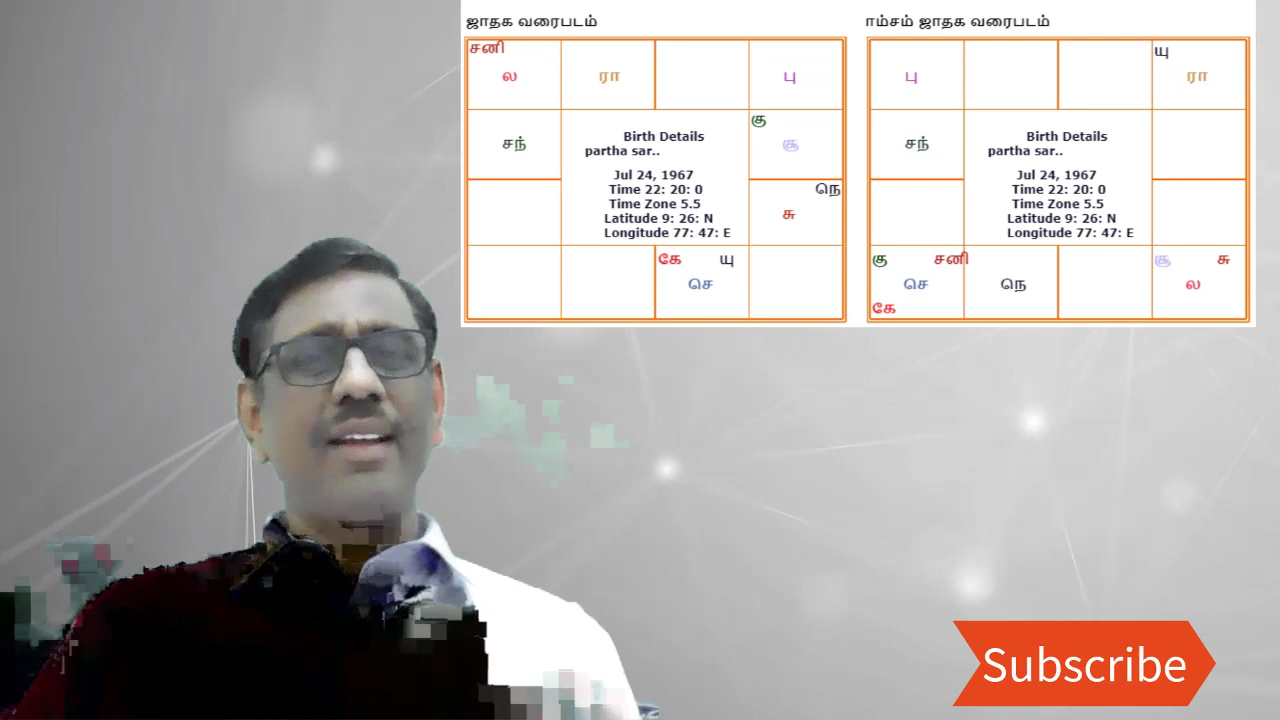 ஜாதக வரைபடம்
சனி
ல
ரா
பு
சந்
கு
சூ
நெ
சு
கே
யு
செ
Birth Details
partha sar..
Jul 24, 1967
Time 22: 20: 0
Time Zone 5.5
Latitude 9: 26: N
Longitude 77: 47: E
ாம்சம் ஜாதக வரைபடம்
பு
யு
ரா
சந்
கு
சனி
செ
கே
நெ
சூ
சு
ல
Birth Details
partha sar..
Jul 24, 1967
Time 22: 20: 0
Time Zone 5.5
Latitude 9: 26: N
Longitude 77: 47: E
Subscribe